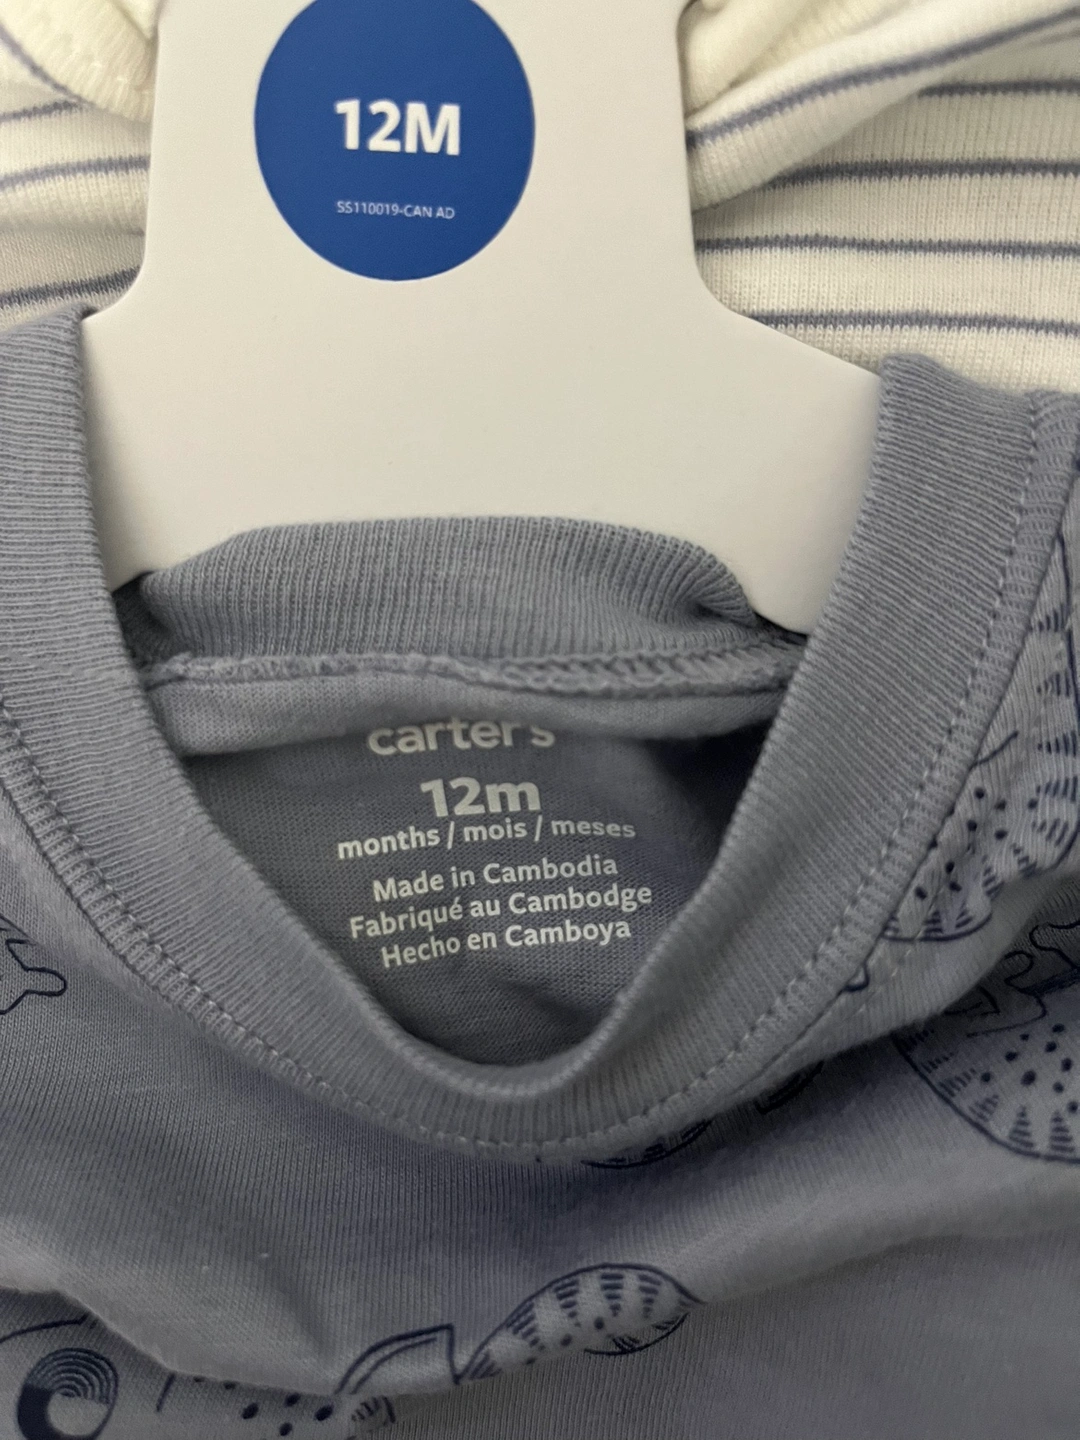 12M
SS110019-CAN AD
carter's
12m
months / mois / meses
Made in Cambodia
Fabriqué au Cambodge
Hecho en Camboya